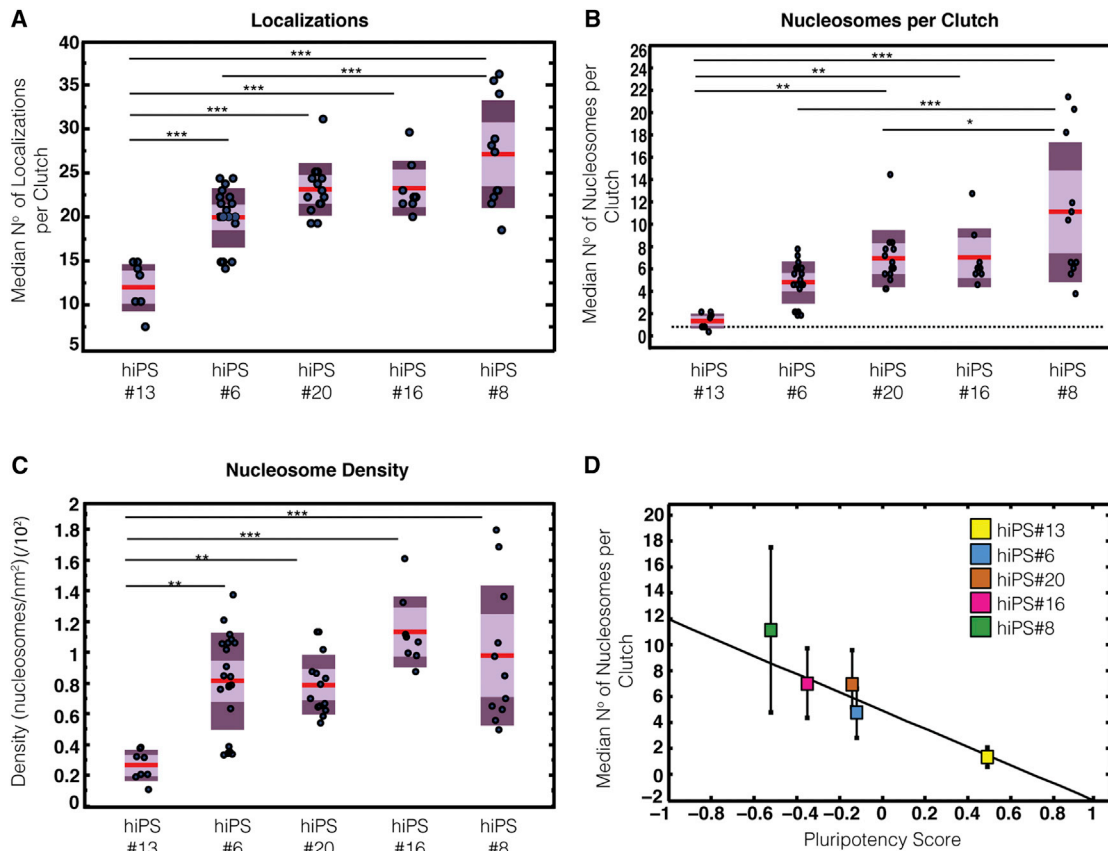 A
Localizations
Median Nº of Localizations
per Clutch
40
35
30
25
20
15
10
5
***
***
***
***
***
hiPS
#13
hiPS
#6
hiPS
#20
hiPS
#16
hiPS
#8
B
Nucleosomes per Clutch
Median Nº of Nucleosomes per
Clutch
26
24
22
20
18
16
14
12
10
8
6
4
2
0
***
**
**
***
*
hiPS
#13
hiPS
#6
hiPS
#20
hiPS
#16
hiPS
#8
C
Nucleosome Density
Density (nucleosomes/nm²)(/10²)
2
1.8
1.6
1.4
1.2
1
0.8
0.6
0.4
0.2
0
***
***
**
**
hiPS
#13
hiPS
#6
hiPS
#20
hiPS
#16
hiPS
#8
D
Median Nº of Nucleosomes per
Clutch
20
18
16
14
12
10
8
6
4
2
0
−2
hiPS#13
hiPS#6
hiPS#20
hiPS#16
hiPS#8
−1 −0.8 −0.6 −0.4 −0.2 0 0.2 0.4 0.6 0.8 1
Pluripotency Score